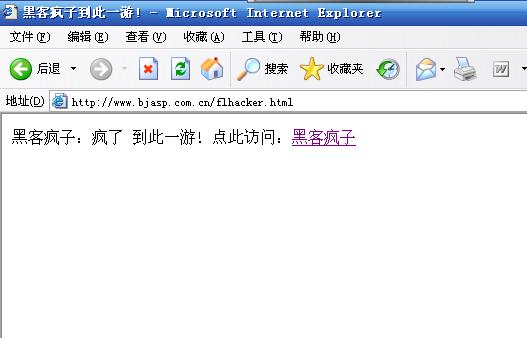 黑客疯子到此一游! - Microsoft Internet Explorer
文件(F) 编辑(E) 查看(V) 收藏(A) 工具(T) 帮助(H)
后退 搜索 收藏夹 W
地址(D) http://www.bjasp.com.cn/flhacker.html
黑客疯子：疯了 到此一游! 点此访问：黑客疯子